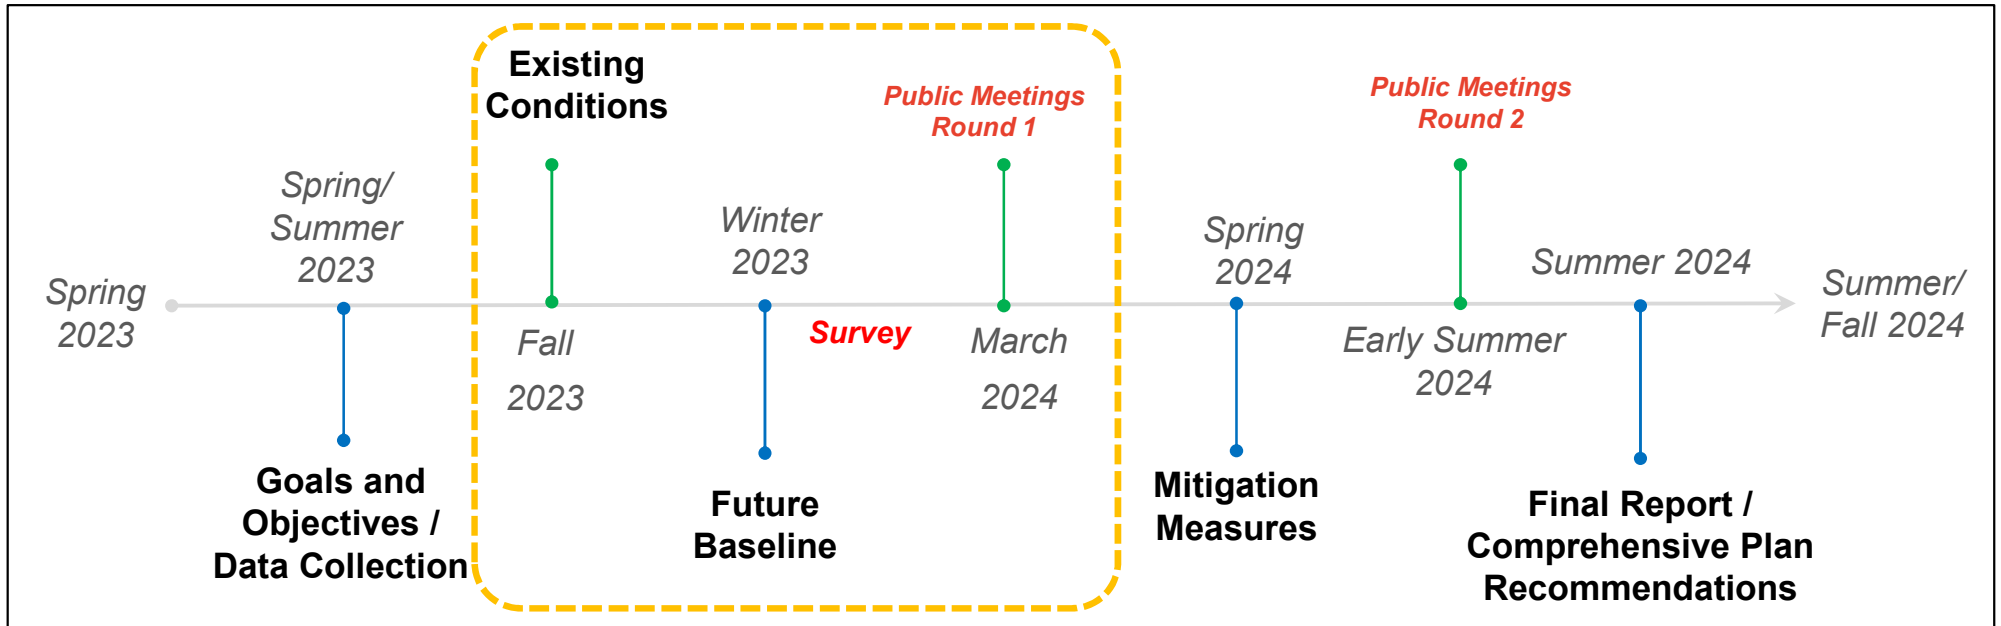 Spring
2023
Spring/
Summer
2023
Goals and
Objectives /
Data Collection
Existing
Conditions
Fall
2023
Winter
2023
Future
Baseline
Survey
Public Meetings
Round 1
March
2024
Spring
2024
Mitigation
Measures
Public Meetings
Round 2
Early Summer
2024
Summer 2024
Final Report /
Comprehensive Plan
Recommendations
Summer/
Fall 2024